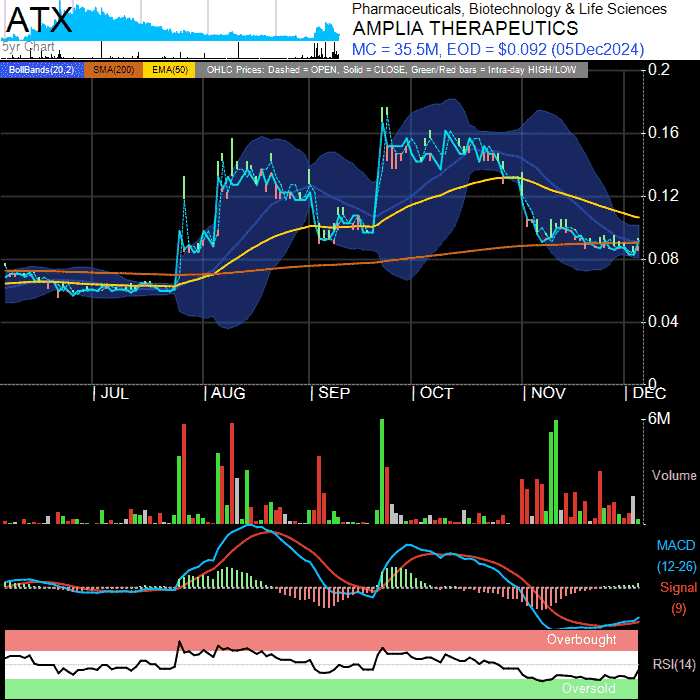 ATX
5yr Chart
Pharmaceuticals, Biotechnology & Life Sciences
AMPLIA THERAPEUTICS
MC = 35.5M, EOD = $0.092 (05Dec2024)
BollBands(20,2) SMA(200) EMA(50) OHLC Prices: Dashed = OPEN, Solid = CLOSE, Green/Red bars = Intra-day HIGH/LOW
0.2
0.16
0.12
0.08
0.04
0
| JUL | AUG | SEP | OCT | NOV | DEC
6M
Volume
MACD
(12-26)
Signal
(9)
Overbought
RSI(14)
Oversold